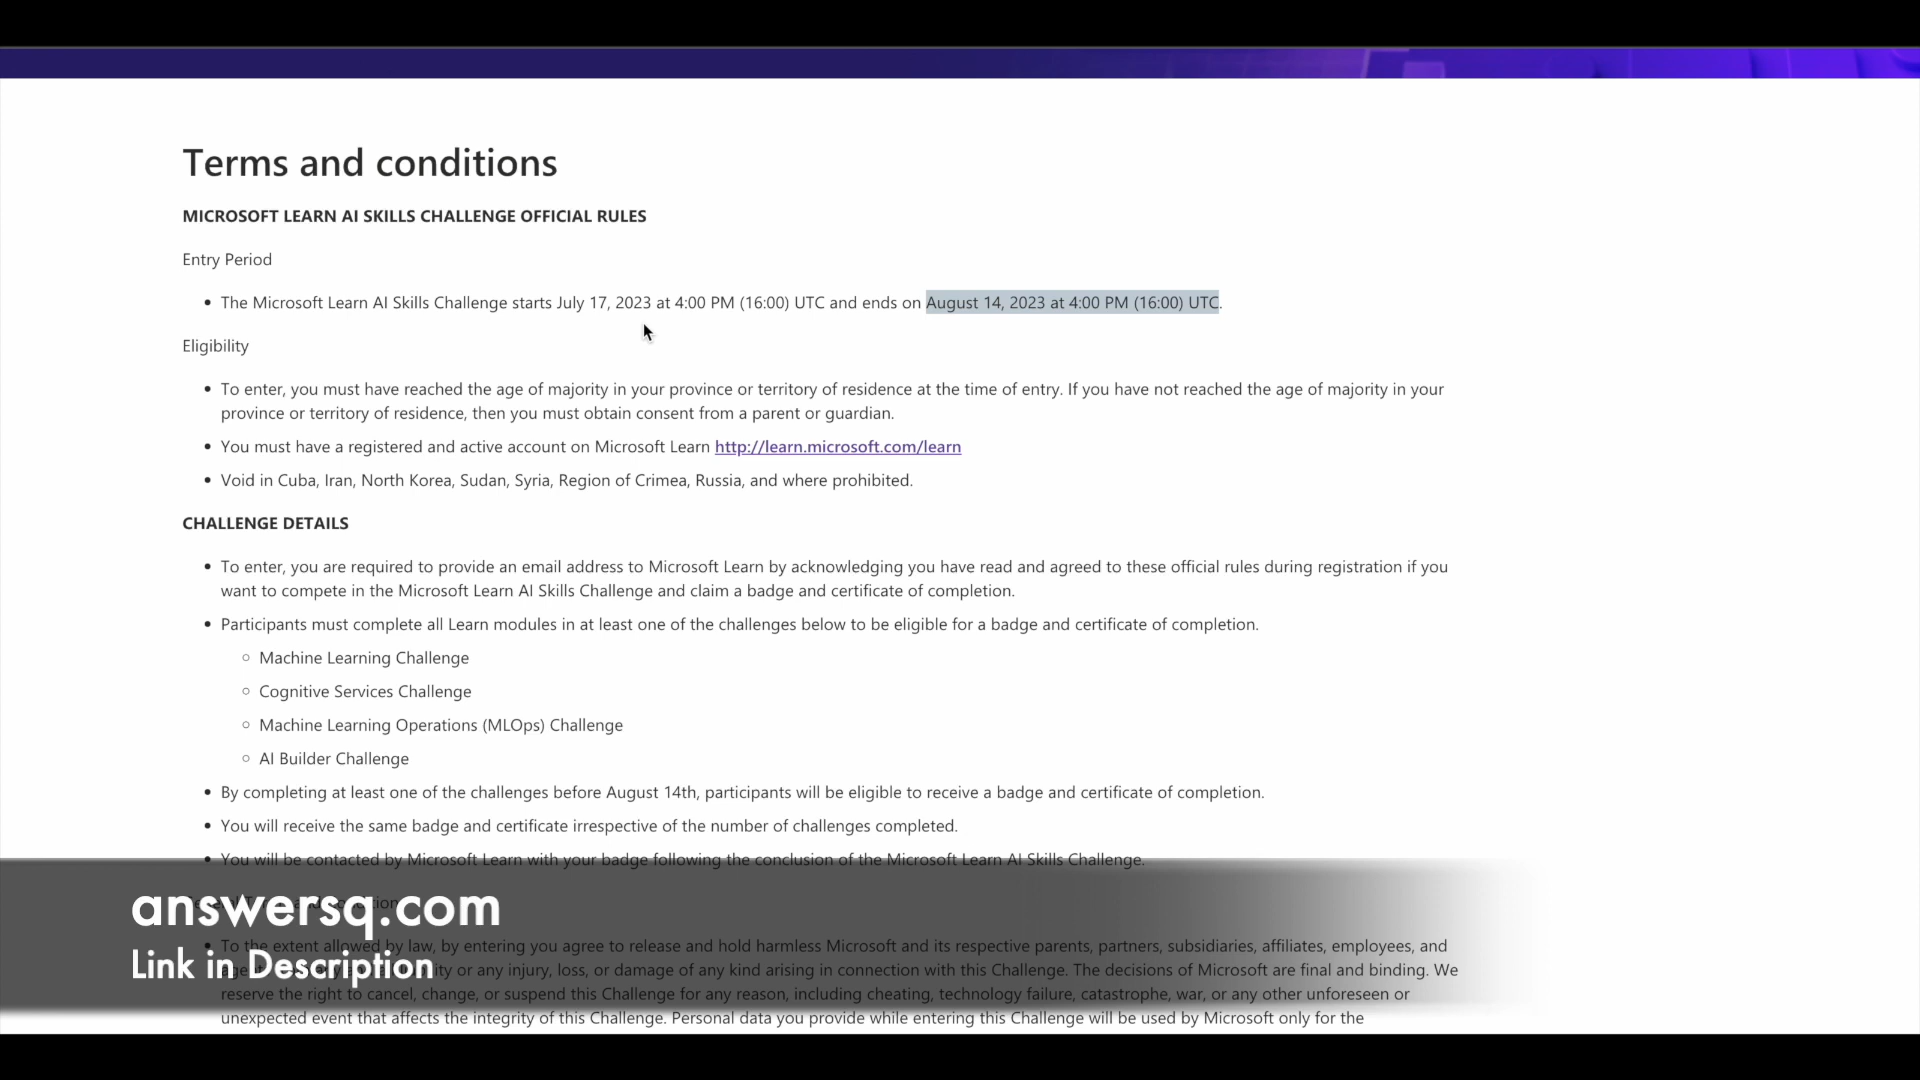 Terms and conditions
MICROSOFT LEARN AI SKILLS CHALLENGE OFFICIAL RULES
Entry Period
• The Microsoft Learn AI Skills Challenge starts July 17, 2023 at 4:00 PM (16:00) UTC and ends on August 14, 2023 at 4:00 PM (16:00) UTC.
Eligibility
• To enter, you must have reached the age of majority in your province or territory of residence at the time of entry. If you have not reached the age of majority in your
province or territory of residence, then you must obtain consent from a parent or guardian.
• You must have a registered and active account on Microsoft Learn http://learn.microsoft.com/learn
• Void in Cuba, Iran, North Korea, Sudan, Syria, Region of Crimea, Russia, and where prohibited.
CHALLENGE DETAILS
• To enter, you are required to provide an email address to Microsoft Learn by acknowledging you have read and agreed to these official rules during registration if you
want to compete in the Microsoft Learn AI Skills Challenge and claim a badge and certificate of completion.
• Participants must complete all Learn modules in at least one of the challenges below to be eligible for a badge and certificate of completion.
○ Machine Learning Challenge
○ Cognitive Services Challenge
○ Machine Learning Operations (MLOps) Challenge
○ AI Builder Challenge
• By completing at least one of the challenges before August 14th, participants will be eligible to receive a badge and certificate of completion.
• You will receive the same badge and certificate irrespective of the number of challenges completed.
• You will be contacted by Microsoft Learn with your badge following the conclusion of the Microsoft Learn AI Skills Challenge.
answersq.com
• To the extent allowed by law, by entering you agree to release and hold harmless Microsoft and its respective parents, partners, subsidiaries, affiliates, employees, and
Link in Description
or any injury, loss, or damage of any kind arising in connection with this Challenge. The decisions of Microsoft are final and binding. We
reserve the right to cancel, change, or suspend this Challenge for any reason, including cheating, technology failure, catastrophe, war, or any other unforeseen or
unexpected event that affects the integrity of this Challenge. Personal data you provide while entering this Challenge will be used by Microsoft only for the